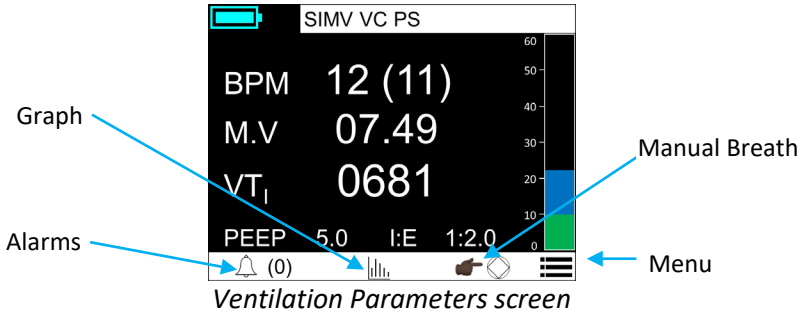 SIMV VC PS
60
BPM 12 (11)
50
40
Graph
M.V 07.49
30
Manual Breath
VTI 0681
20
10
Alarms
PEEP 5.0 I:E 1:2.0
0
(0)
Menu
Ventilation Parameters screen